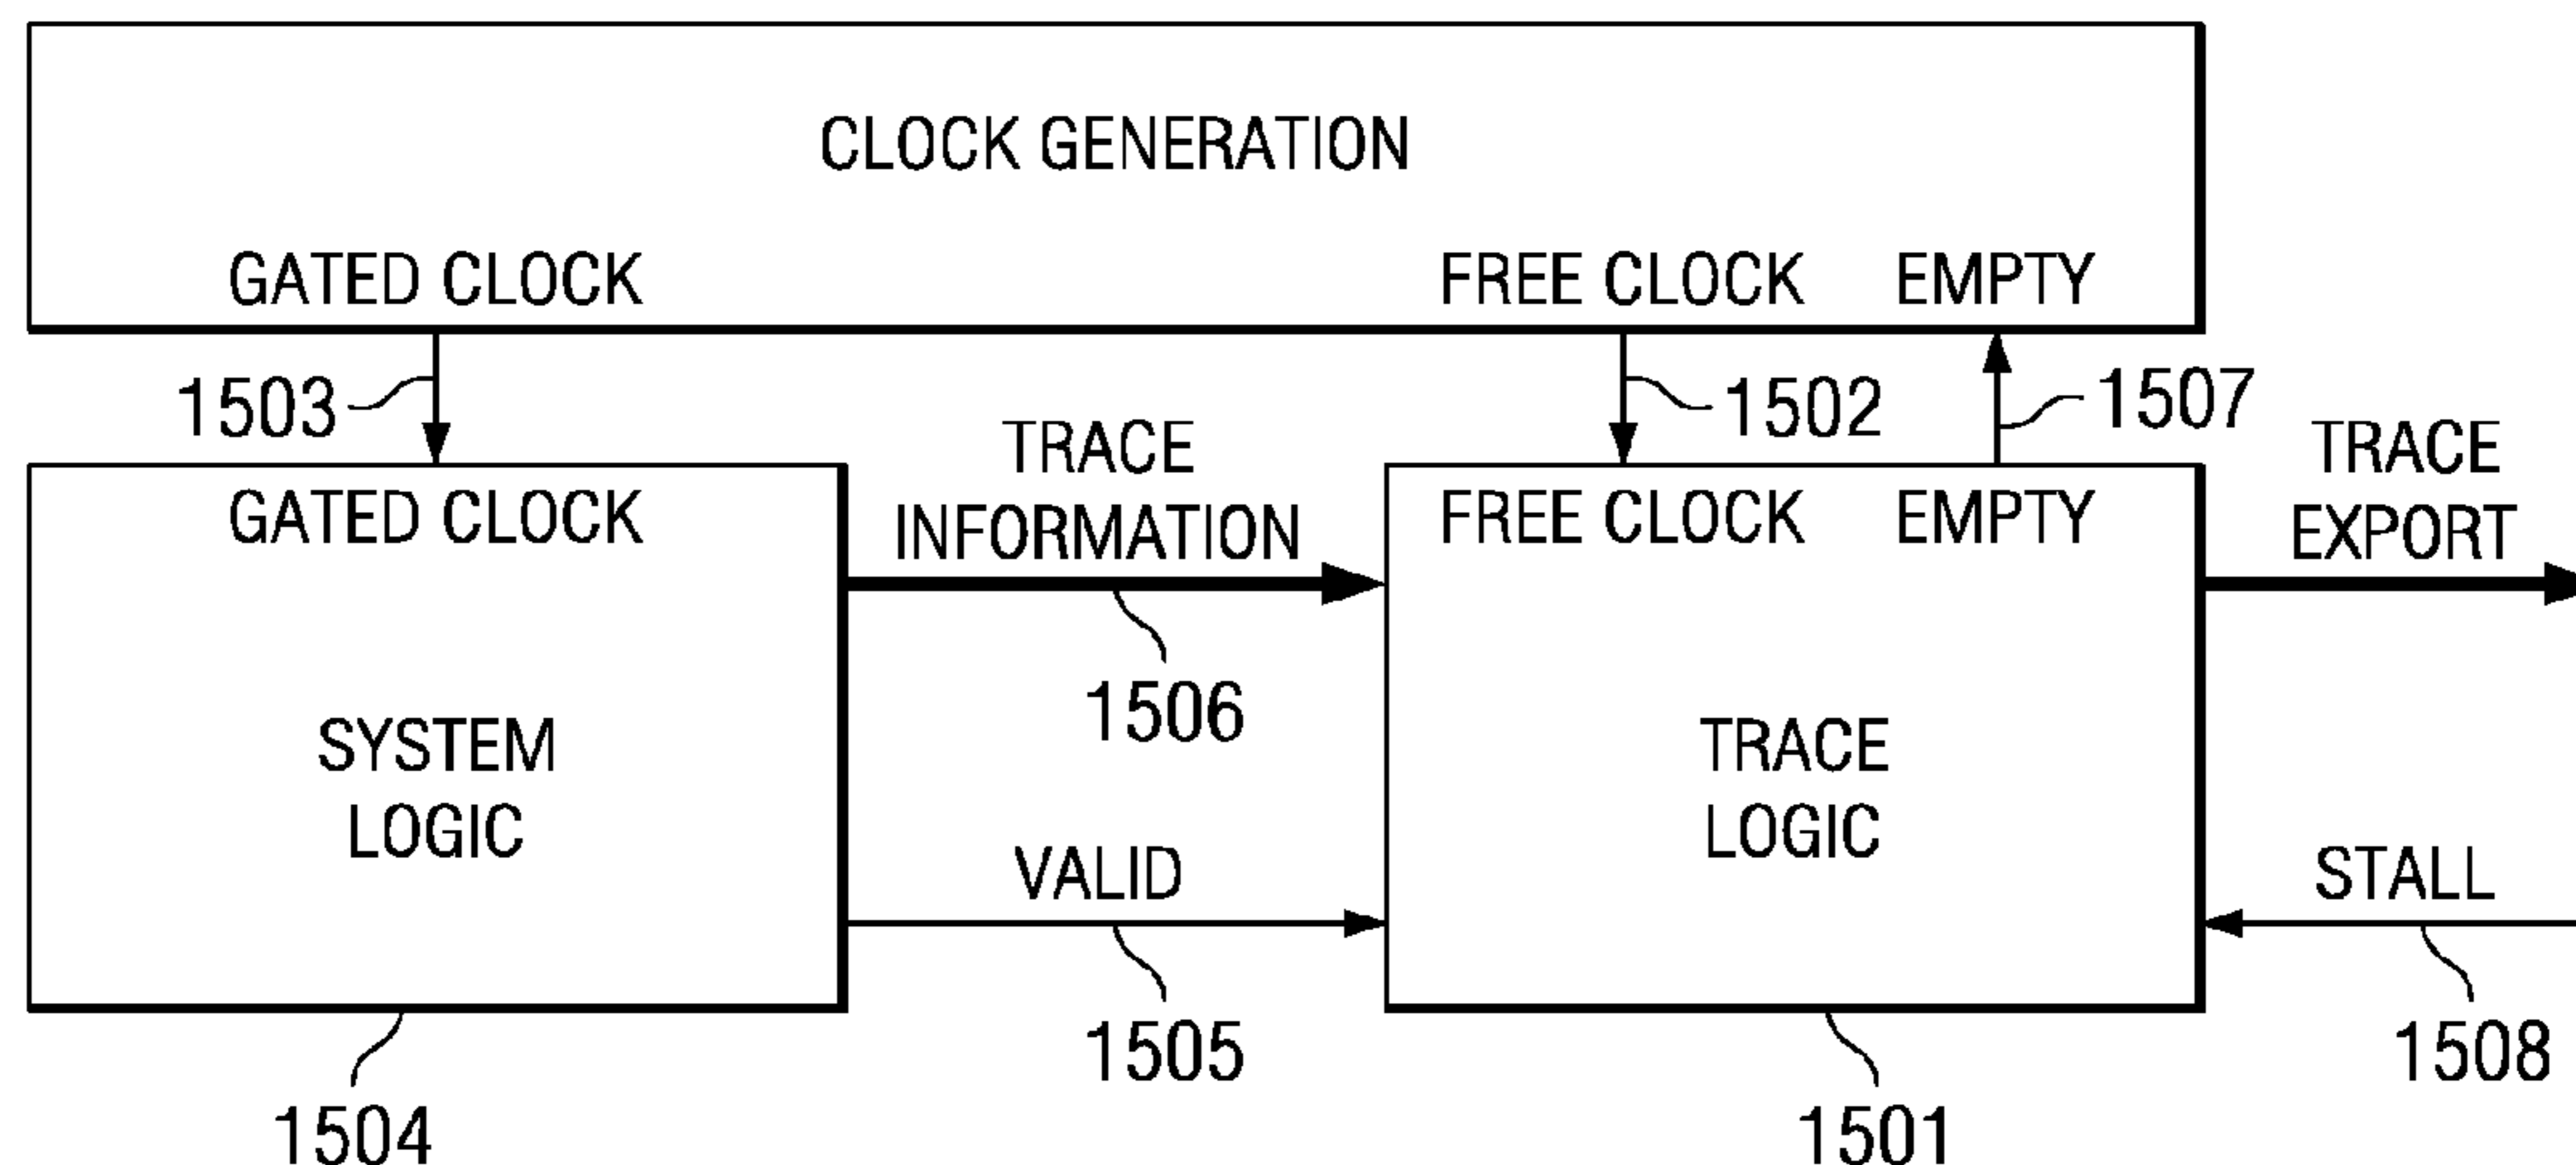 CLOCK GENERATION
GATED CLOCK
FREE CLOCK
EMPTY
1503
1502
1507
TRACE
INFORMATION
TRACE
EXPORT
GATED CLOCK
FREE CLOCK
EMPTY
1506
SYSTEM
LOGIC
TRACE
LOGIC
VALID
STALL
1505
1508
1504
1501